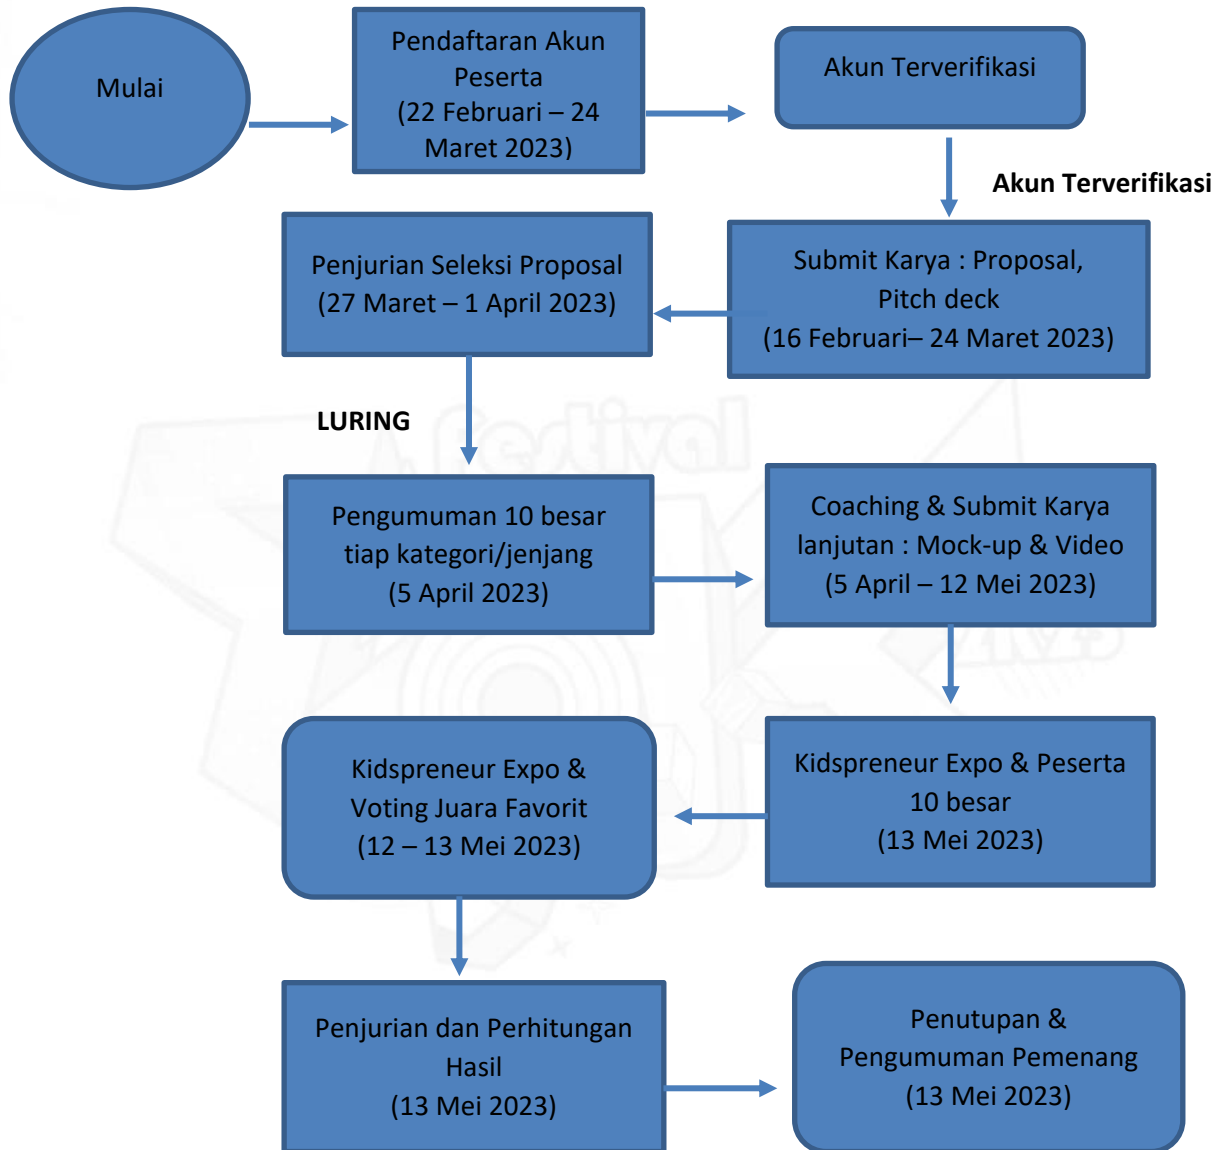 Mulai
Pendaftaran Akun
Peserta
(22 Februari – 24
Maret 2023)
Akun Terverifikasi
Akun Terverifikasi
Submit Karya : Proposal,
Pitch deck
(16 Februari– 24 Maret 2023)
Penjurian Seleksi Proposal
(27 Maret – 1 April 2023)
LURING
festival
Pengumuman 10 besar
tiap kategori/jenjang
(5 April 2023)
Coaching & Submit Karya
lanjutan : Mock-up & Video
(5 April – 12 Mei 2023)
Kidspreneur Expo & Peserta
10 besar
(13 Mei 2023)
Kidspreneur Expo &
Voting Juara Favorit
(12 – 13 Mei 2023)
Penjurian dan Perhitungan
Hasil
(13 Mei 2023)
Penutupan &
Pengumuman Pemenang
(13 Mei 2023)